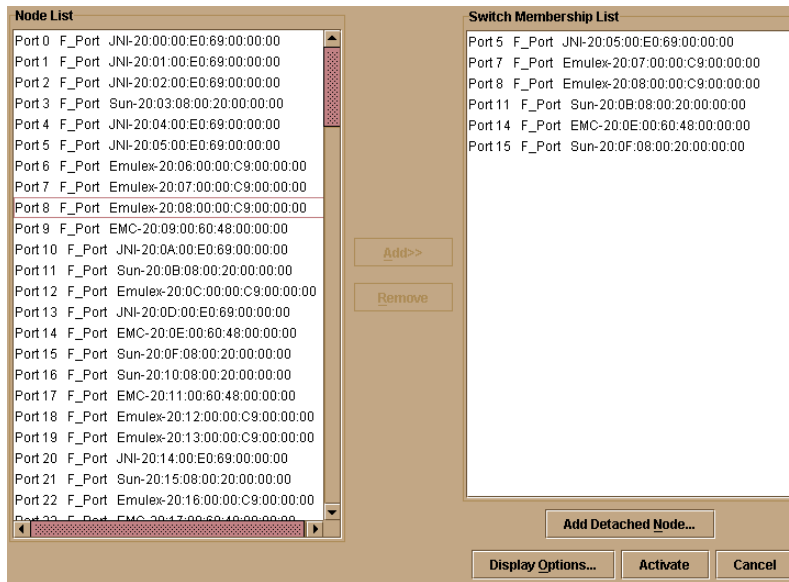 Node List
Port 0 F_Port JNI-20:00:00:E0:69:00:00:00
Port 1 F_Port JNI-20:01:00:E0:69:00:00:00
Port 2 F_Port JNI-20:02:00:E0:69:00:00:00
Port 3 F_Port Sun-20:03:08:00:20:00:00:00
Port 4 F_Port JNI-20:04:00:E0:69:00:00:00
Port 5 F_Port JNI-20:05:00:E0:69:00:00:00
Port 6 F_Port Emulex-20:06:00:00:C9:00:00:00
Port 7 F_Port Emulex-20:07:00:00:C9:00:00:00
Port 8 F_Port Emulex-20:08:00:00:C9:00:00:00
Port 9 F_Port EMC-20:09:00:60:48:00:00:00
Port 10 F_Port JNI-20:0A:00:E0:69:00:00:00
Port 11 F_Port Sun-20:0B:08:00:20:00:00:00
Port 12 F_Port Emulex-20:0C:00:00:C9:00:00:00
Port 13 F_Port JNI-20:0D:00:E0:69:00:00:00
Port 14 F_Port EMC-20:0E:00:60:48:00:00:00
Port 15 F_Port Sun-20:0F:08:00:20:00:00:00
Port 16 F_Port Sun-20:10:08:00:20:00:00:00
Port 17 F_Port EMC-20:11:00:60:48:00:00:00
Port 18 F_Port Emulex-20:12:00:00:C9:00:00:00
Port 19 F_Port Emulex-20:13:00:00:C9:00:00:00
Port 20 F_Port JNI-20:14:00:E0:69:00:00:00
Port 21 F_Port Sun-20:15:08:00:20:00:00:00
Port 22 F_Port Emulex-20:16:00:00:C9:00:00:00
Port 23 F_Port EMC-20:17:00:60:48:00:00:00
Add>>
Remove
Switch Membership List
Port 5 F_Port JNI-20:05:00:E0:69:00:00:00
Port 7 F_Port Emulex-20:07:00:00:C9:00:00:00
Port 8 F_Port Emulex-20:08:00:00:C9:00:00:00
Port 11 F_Port Sun-20:0B:08:00:20:00:00:00
Port 14 F_Port EMC-20:0E:00:60:48:00:00:00
Port 15 F_Port Sun-20:0F:08:00:20:00:00:00
Add Detached Node...
Display Options...
Activate
Cancel